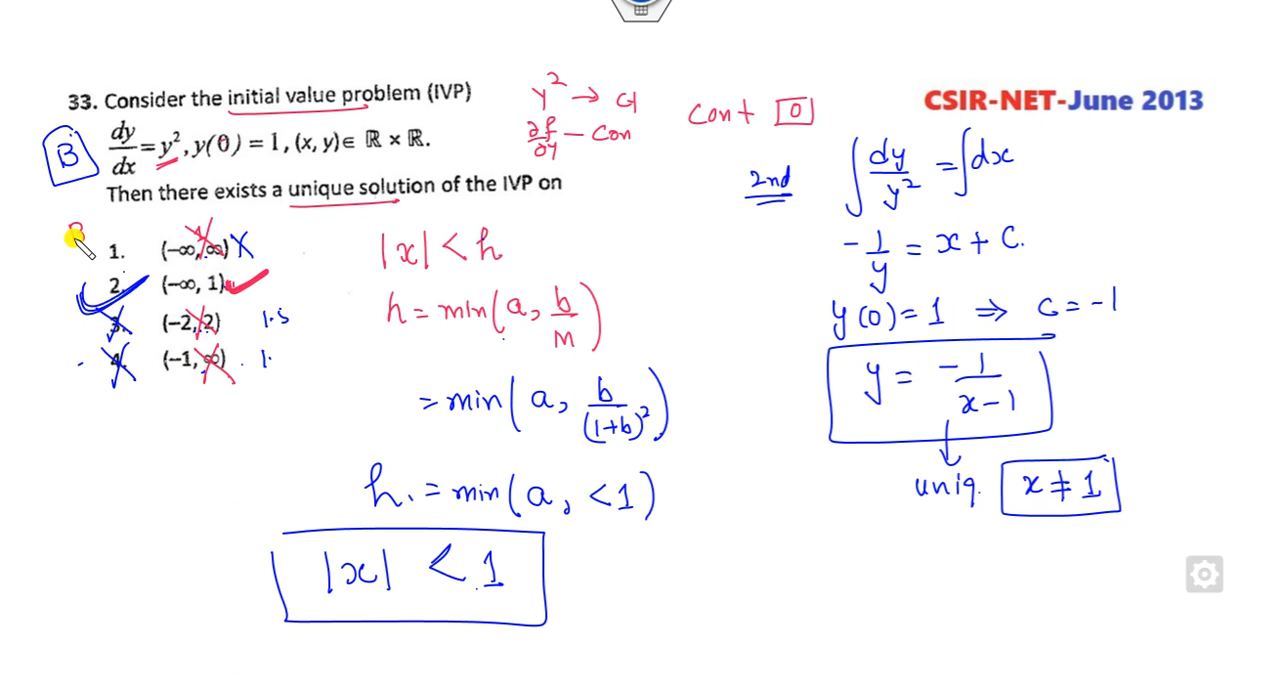 33. Consider the initial value problem (IVP)
dy/dx = y², y(0) = 1, (x, y)∈ ℝ × ℝ.
Then there exists a unique solution of the IVP on
1. (−∞, ∞) X
2. (−∞, 1)
3. (−2, 2) 1.5
4. (−1, ∞) . 1.
B
y² →
∂f/∂y — Con
Cont 0
CSIR-NET-June 2013
|x| < h
h = min(a, b/M)
= min(a, b/(1+b)²)
h. = min(a, <1)
|x| < 1
2nd
∫ dy/y² = ∫ dx
-1/y = x + C.
y(0) = 1 ⇒ C = -1
y = -1/(x-1)
uniq. x ≠ 1